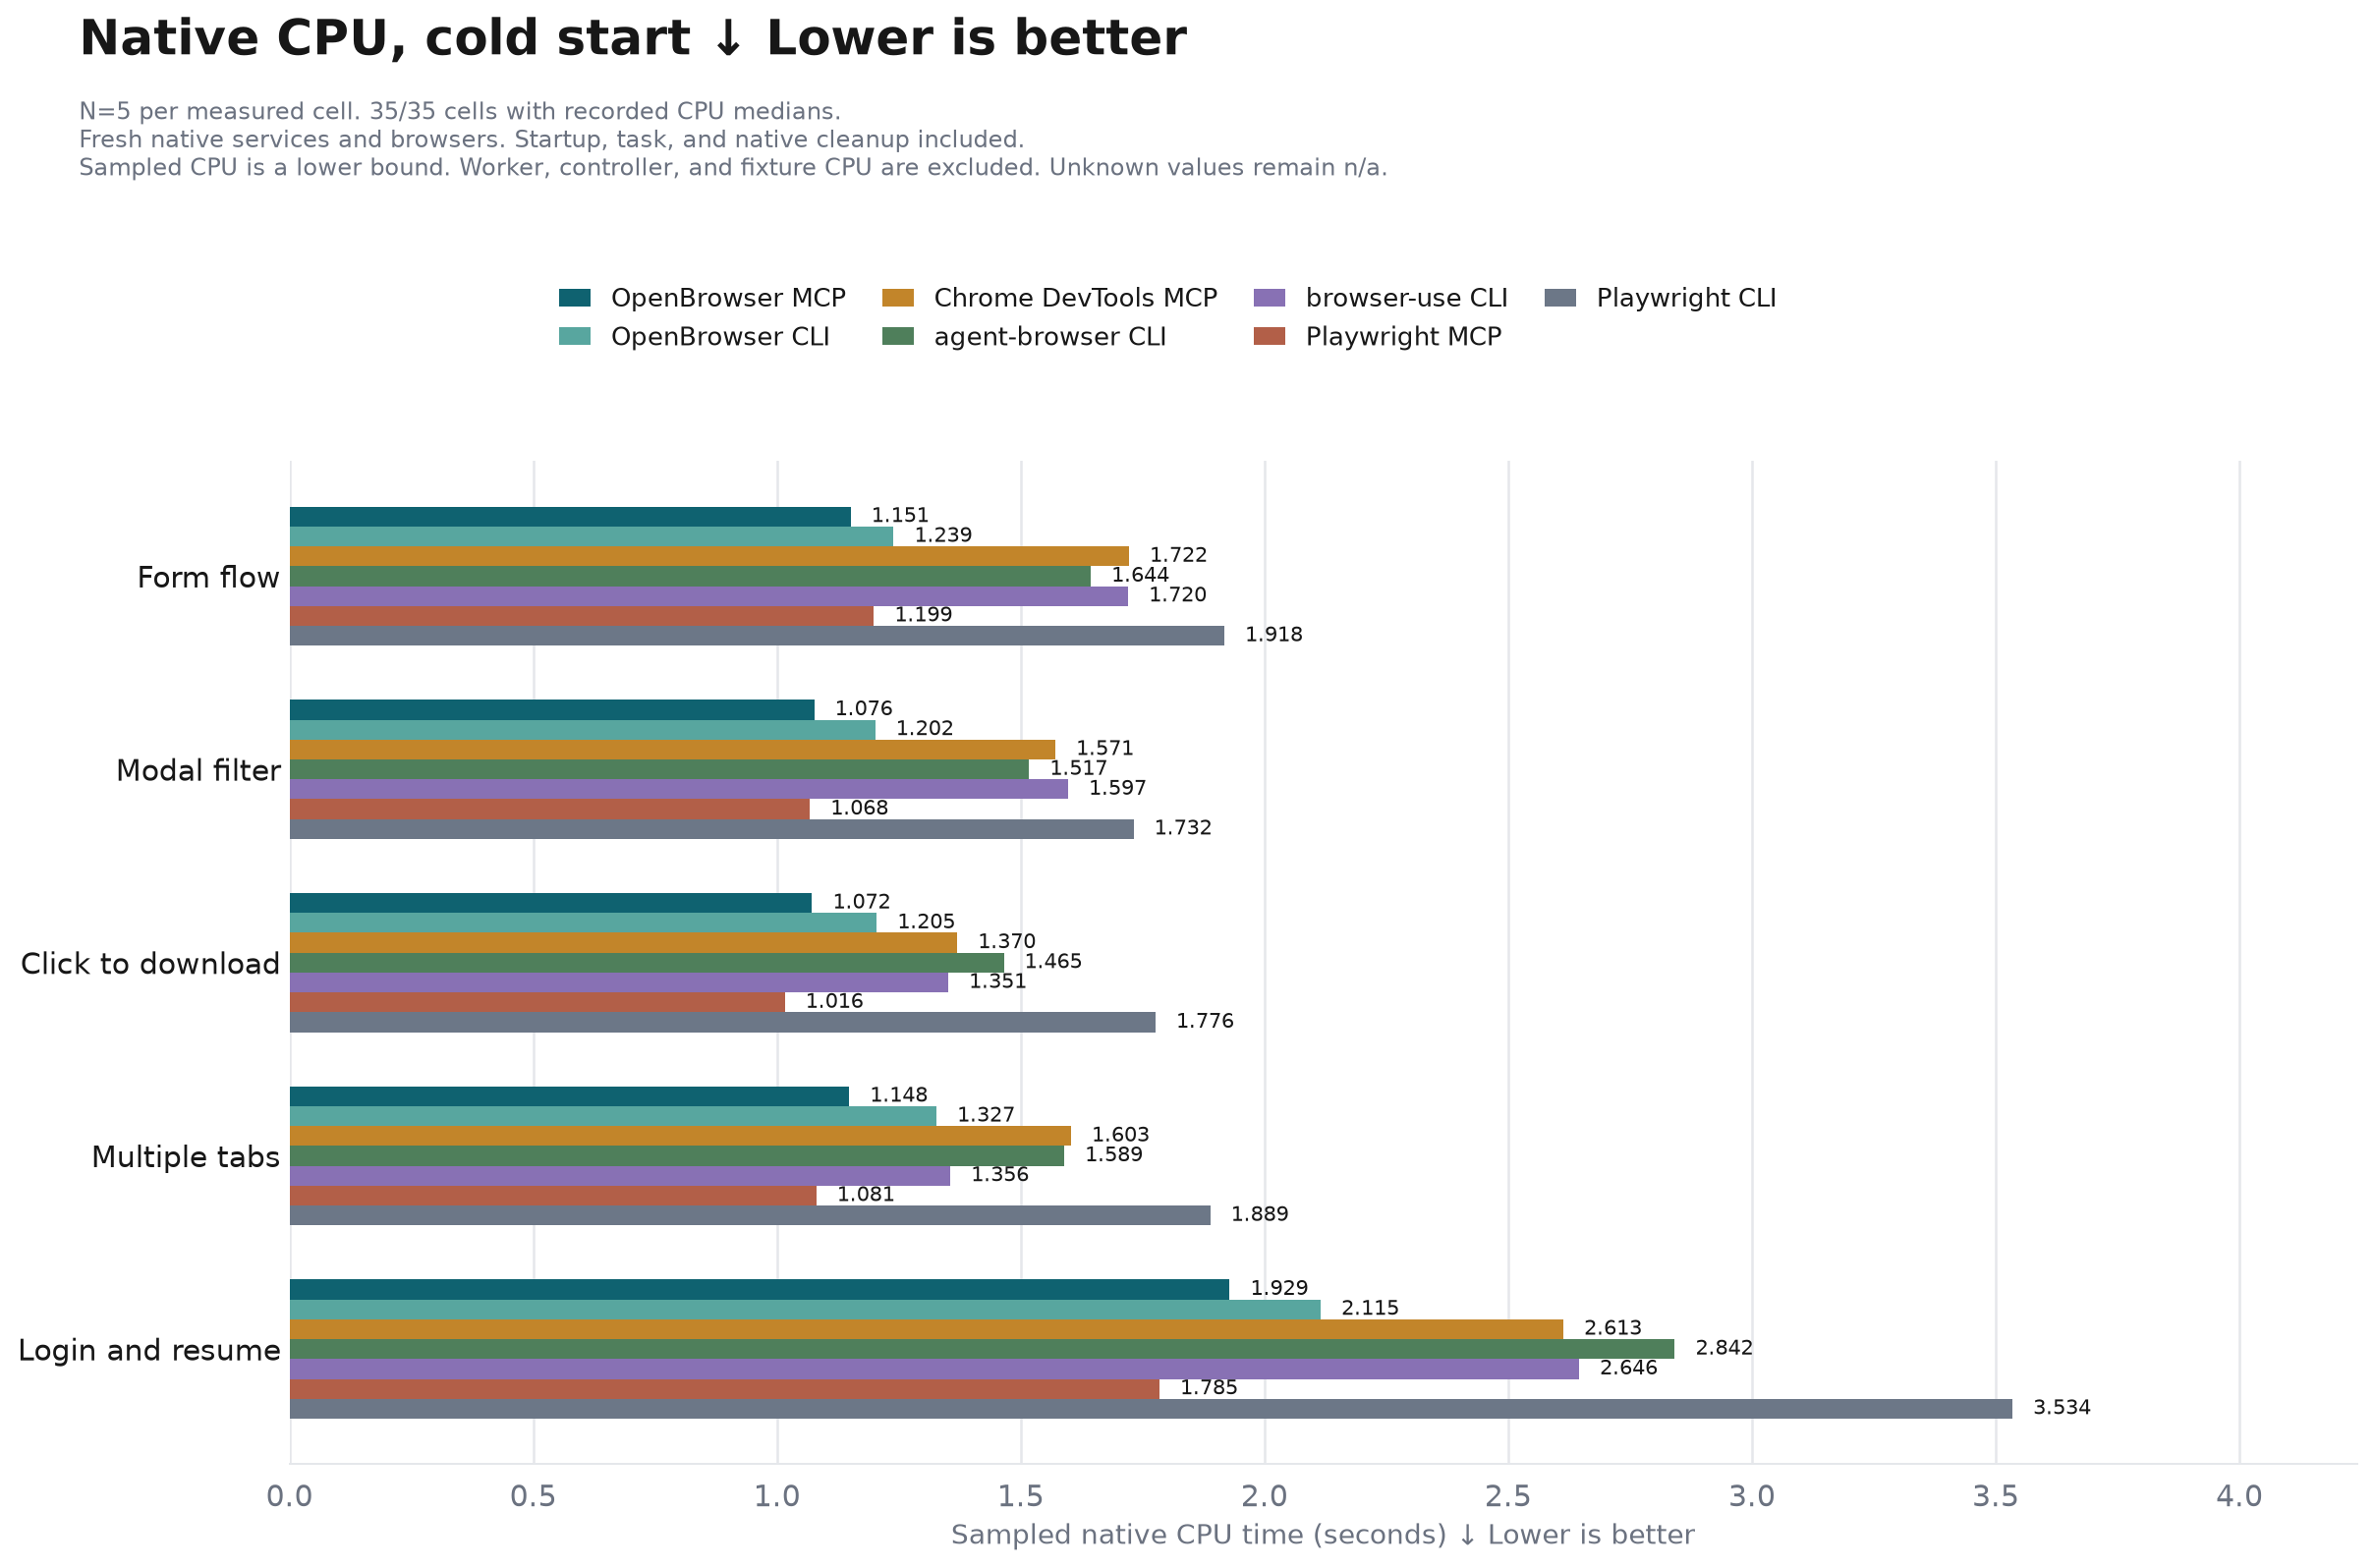 Native CPU, cold start ↓ Lower is better
N=5 per measured cell. 35/35 cells with recorded CPU medians.
Fresh native services and browsers. Startup, task, and native cleanup included.
Sampled CPU is a lower bound. Worker, controller, and fixture CPU are excluded. Unknown values remain n/a.
OpenBrowser MCP
OpenBrowser CLI
Chrome DevTools MCP
agent-browser CLI
browser-use CLI
Playwright MCP
Playwright CLI
Form flow
1.151
1.239
1.722
1.644
1.720
1.199
1.918
Modal filter
1.076
1.202
1.571
1.517
1.597
1.068
1.732
Click to download
1.072
1.205
1.370
1.465
1.351
1.016
1.776
Multiple tabs
1.148
1.327
1.603
1.589
1.356
1.081
1.889
Login and resume
1.929
2.115
2.613
2.842
2.646
1.785
3.534
0.0 0.5 1.0 1.5 2.0 2.5 3.0 3.5 4.0
Sampled native CPU time (seconds) ↓ Lower is better